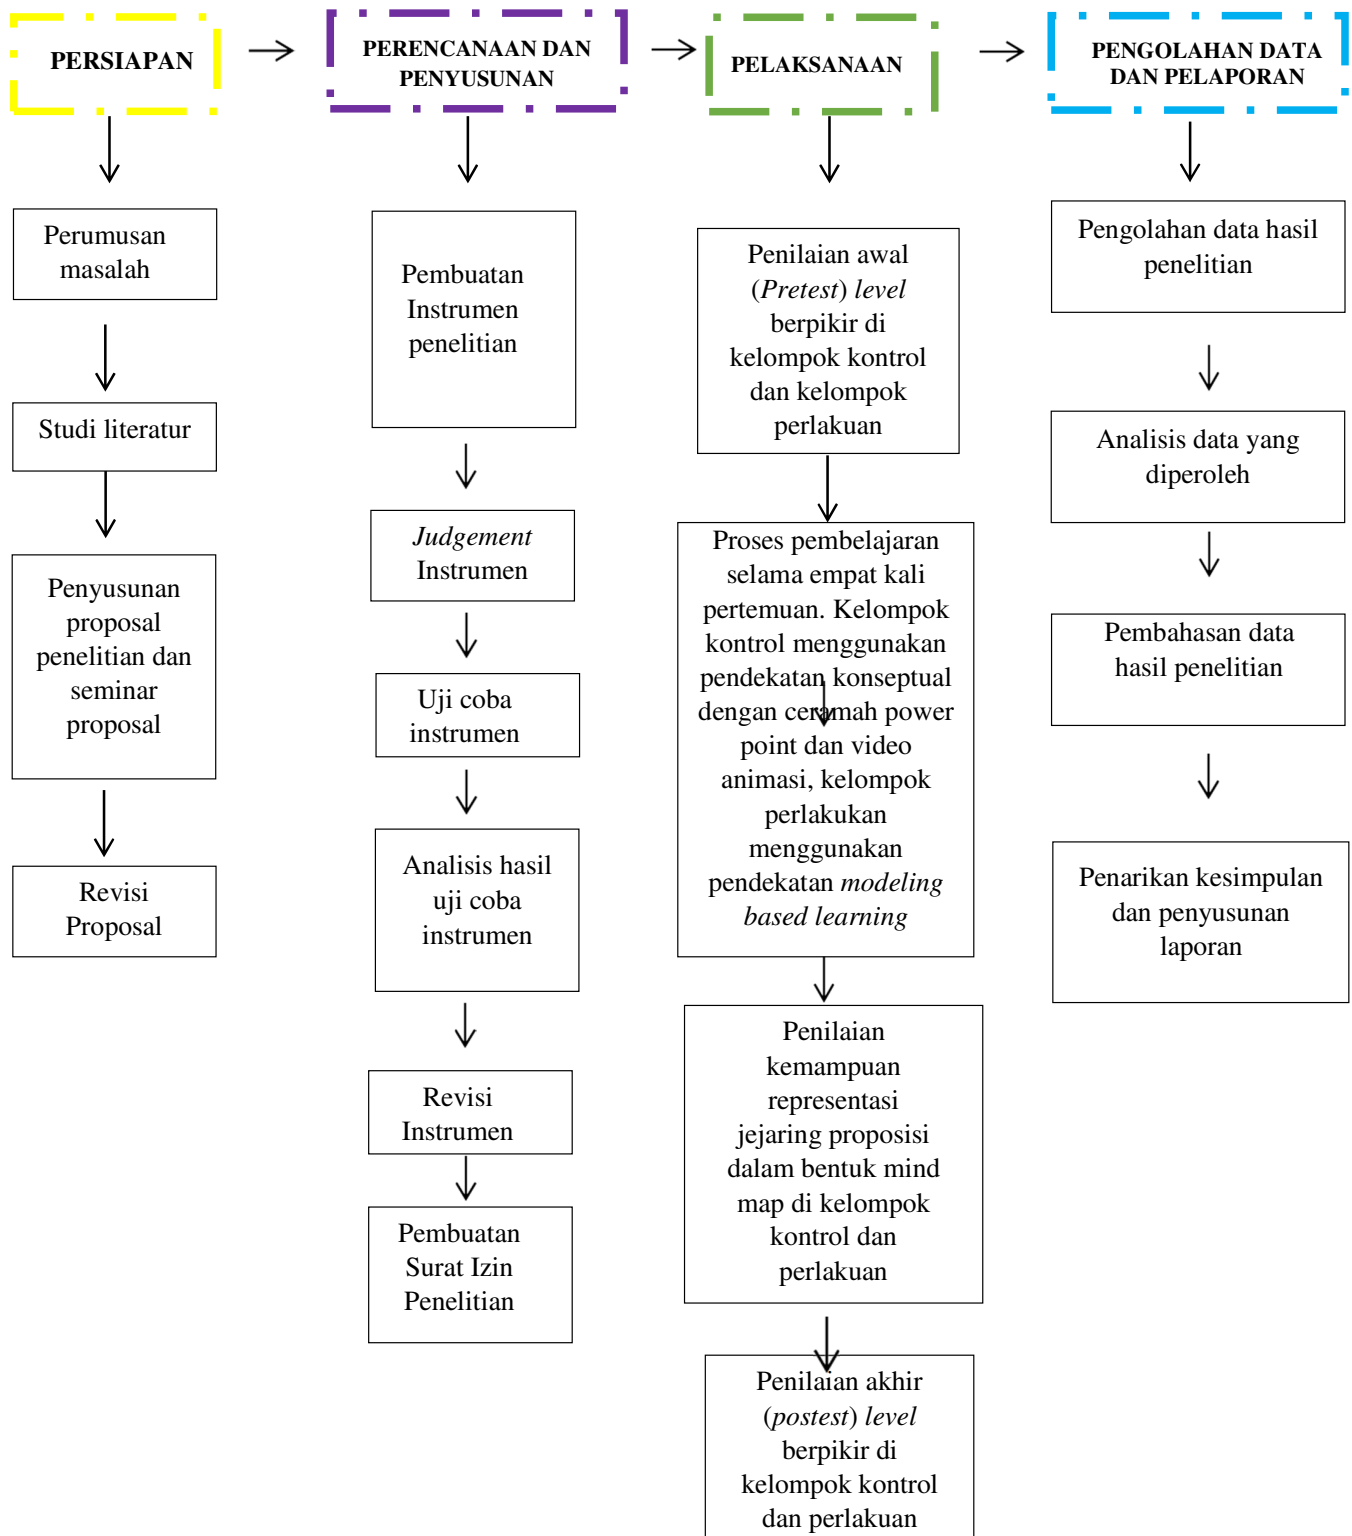 PERSIAPAN
PERENCANAAN DAN
PENYUSUNAN
PELAKSANAAN
PENGOLAHAN DATA
DAN PELAPORAN
Perumusan
masalah
Studi literatur
Penyusunan
proposal
penelitian dan
seminar
proposal
Revisi
Proposal
Pembuatan
Instrumen
penelitian
Judgement
Instrumen
Uji coba
instrumen
Analisis hasil
uji coba
instrumen
Revisi
Instrumen
Pembuatan
Surat Izin
Penelitian
Penilaian awal
(Pretest) level
berpikir di
kelompok kontrol
dan kelompok
perlakuan
Proses pembelajaran
selama empat kali
pertemuan. Kelompok
kontrol menggunakan
pendekatan konseptual
dengan ceramah power
point dan video
animasi, kelompok
perlakukan
menggunakan
pendekatan modeling
based learning
Penilaian
kemampuan
representasi
jejaring proposisi
dalam bentuk mind
map di kelompok
kontrol dan
perlakuan
Penilaian akhir
(postest) level
berpikir di
kelompok kontrol
dan perlakuan
Pengolahan data hasil
penelitian
Analisis data yang
diperoleh
Pembahasan data
hasil penelitian
Penarikan kesimpulan
dan penyusunan
laporan